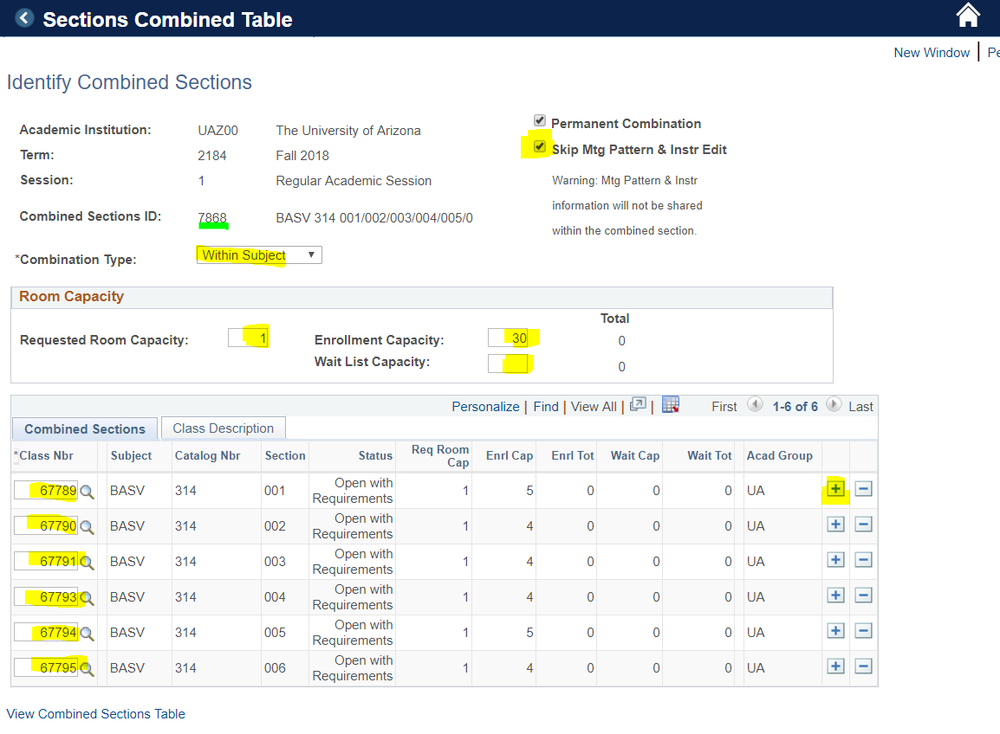 Sections Combined Table
New Window | Pe
Identify Combined Sections
Academic Institution: UAZ00 The University of Arizona
Permanent Combination
Term: 2184 Fall 2018
Skip Mtg Pattern & Instr Edit
Session: 1 Regular Academic Session
Warning: Mtg Pattern & Instr
information will not be shared
within the combined section.
Combined Sections ID: 7868 BASV 314 001/002/003/004/005/0
*Combination Type: Within Subject
Room Capacity
Total
Requested Room Capacity: 1 Enrollment Capacity: 30 0
Wait List Capacity: 0
Personalize | Find | View All | | First 1-6 of 6 Last
Combined Sections Class Description
*Class Nbr Subject Catalog Nbr Section Status Req Room Cap Enrl Cap Enrl Tot Wait Cap Wait Tot Acad Group
67789 BASV 314 001 Open with Requirements 1 5 0 0 0 UA
67790 BASV 314 002 Open with Requirements 1 4 0 0 0 UA
67791 BASV 314 003 Open with Requirements 1 4 0 0 0 UA
67793 BASV 314 004 Open with Requirements 1 4 0 0 0 UA
67794 BASV 314 005 Open with Requirements 1 5 0 0 0 UA
67795 BASV 314 006 Open with Requirements 1 4 0 0 0 UA
View Combined Sections Table